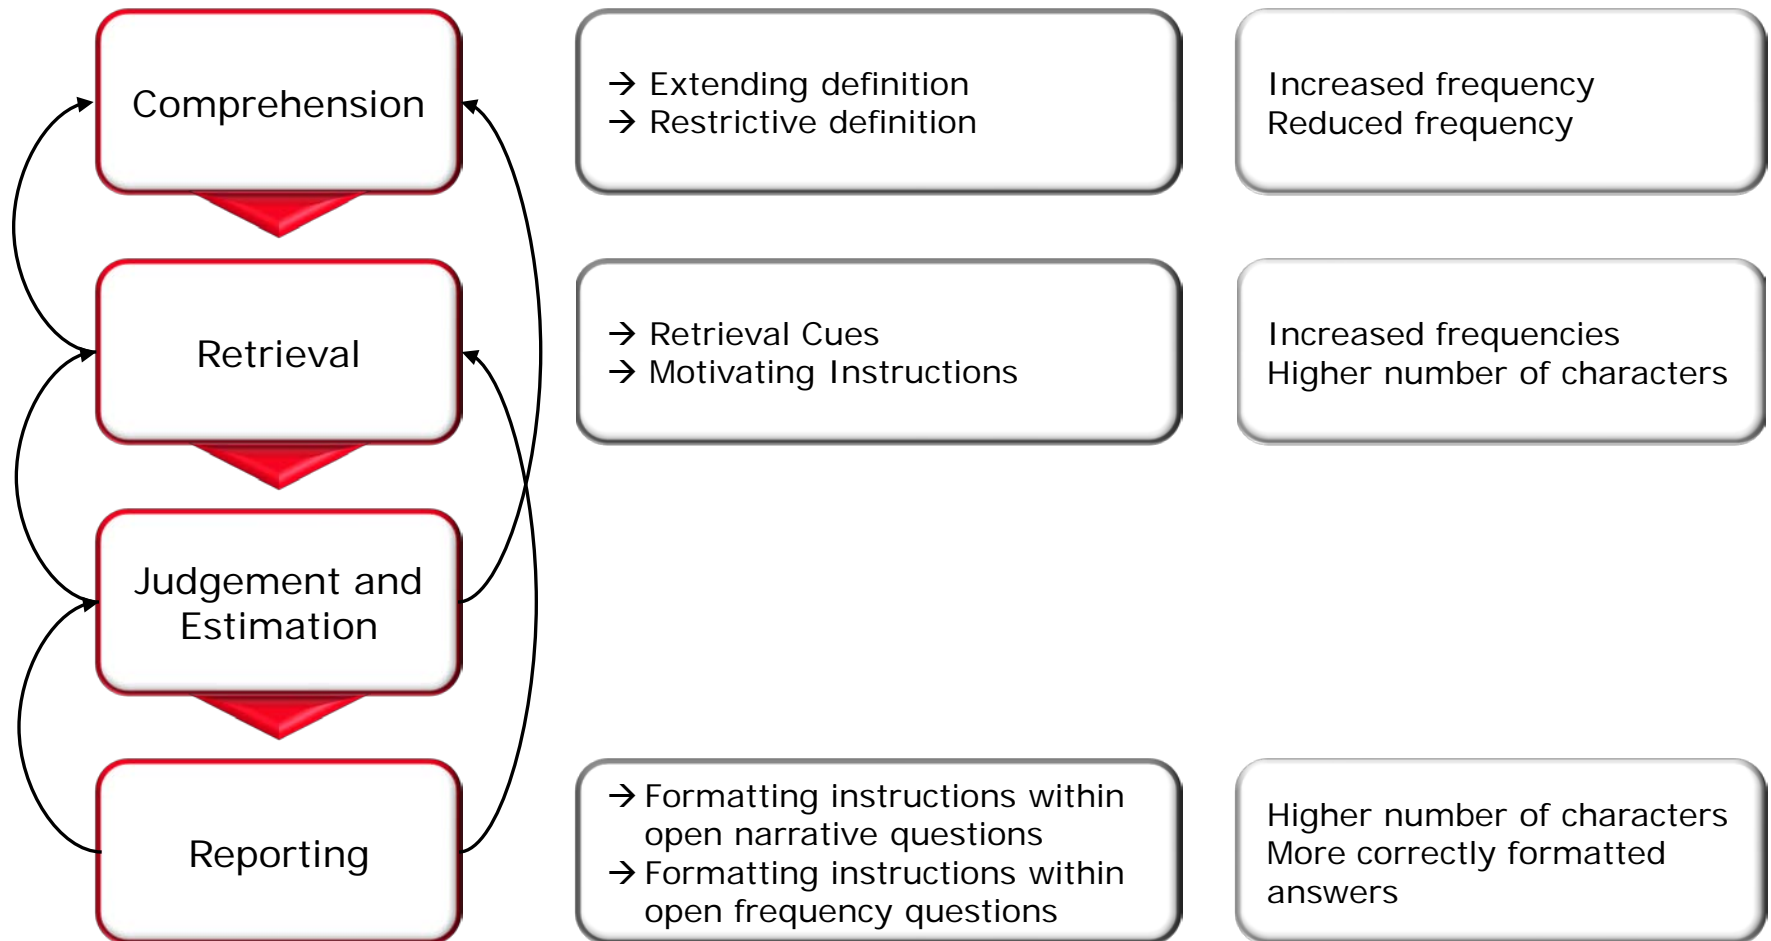 Comprehension
→ Extending definition
→ Restrictive definition
Increased frequency
Reduced frequency
Retrieval
→ Retrieval Cues
→ Motivating Instructions
Increased frequencies
Higher number of characters
Judgement and
Estimation
Reporting
→ Formatting instructions within
open narrative questions
→ Formatting instructions within
open frequency questions
Higher number of characters
More correctly formatted
answers